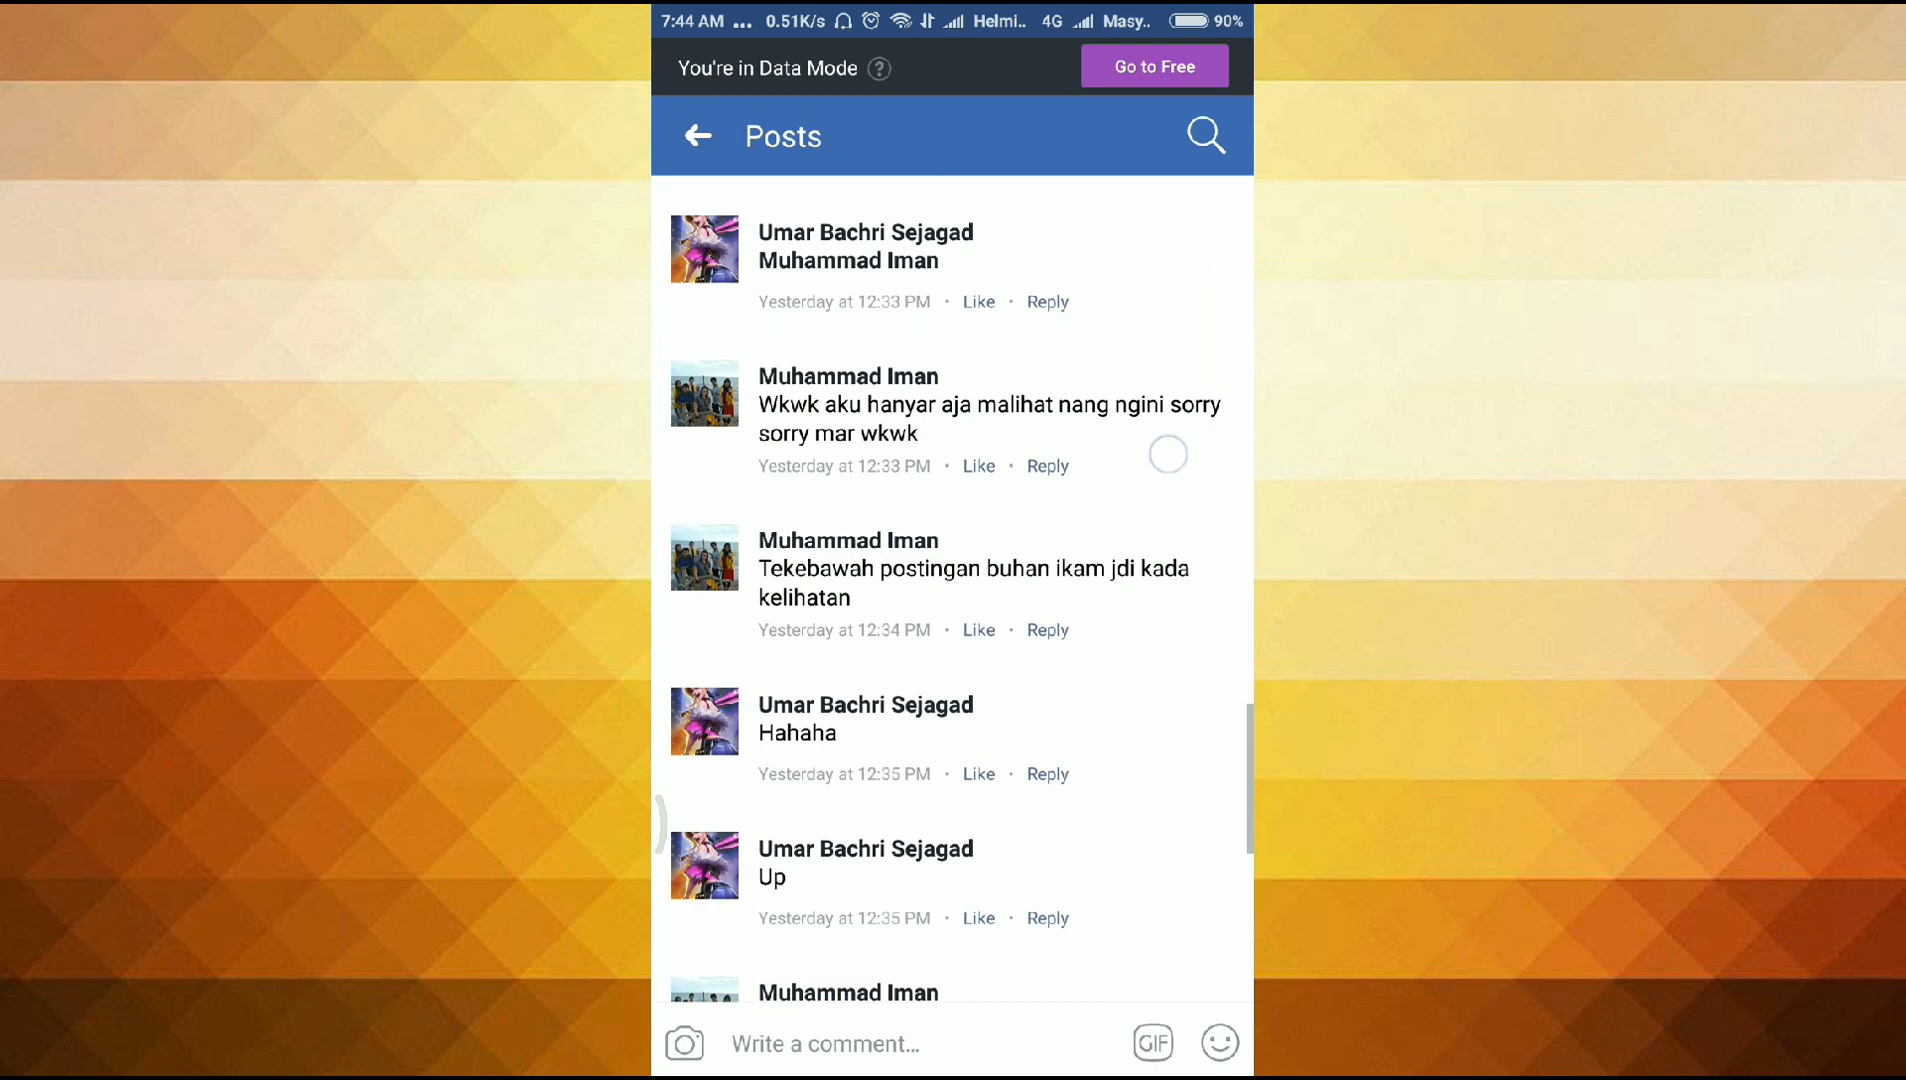 7:44 AM ... 0.51K/s Helmi.. 4G Masy.. 90%
You're in Data Mode ? Go to Free
Posts
Umar Bachri Sejagad
Muhammad Iman
Yesterday at 12:33 PM · Like · Reply
Muhammad Iman
Wkwk aku hanyar aja malihat nang ngini sorry
sorry mar wkwk
Yesterday at 12:33 PM · Like · Reply
Muhammad Iman
Tekebawah postingan buhan ikam jdi kada
kelihatan
Yesterday at 12:34 PM · Like · Reply
Umar Bachri Sejagad
Hahaha
Yesterday at 12:35 PM · Like · Reply
Umar Bachri Sejagad
Up
Yesterday at 12:35 PM · Like · Reply
Muhammad Iman
Write a comment...
GIF